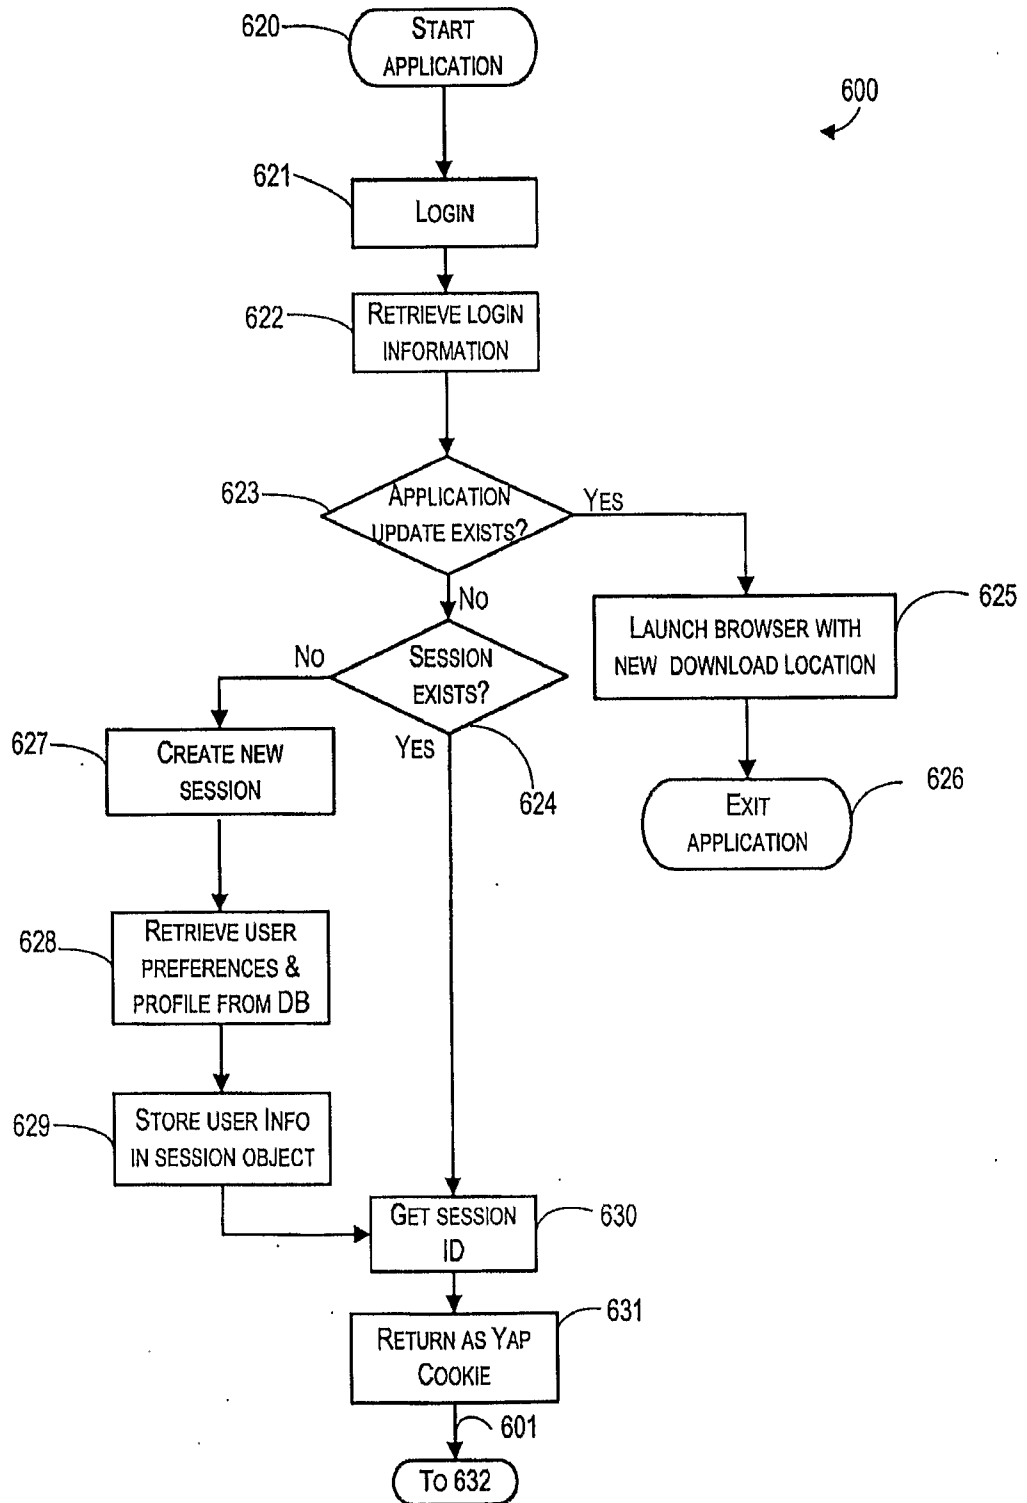 620
START
APPLICATION
600
621
LOGIN
622
RETRIEVE LOGIN
INFORMATION
623
APPLICATION
UPDATE EXISTS?
YES
NO
625
LAUNCH BROWSER WITH
NEW DOWNLOAD LOCATION
NO
SESSION
EXISTS?
YES
624
627
CREATE NEW
SESSION
626
EXIT
APPLICATION
628
RETRIEVE USER
PREFERENCES &
PROFILE FROM DB
629
STORE USER INFO
IN SESSION OBJECT
GET SESSION
ID
630
631
RETURN AS YAP
COOKIE
601
TO 632